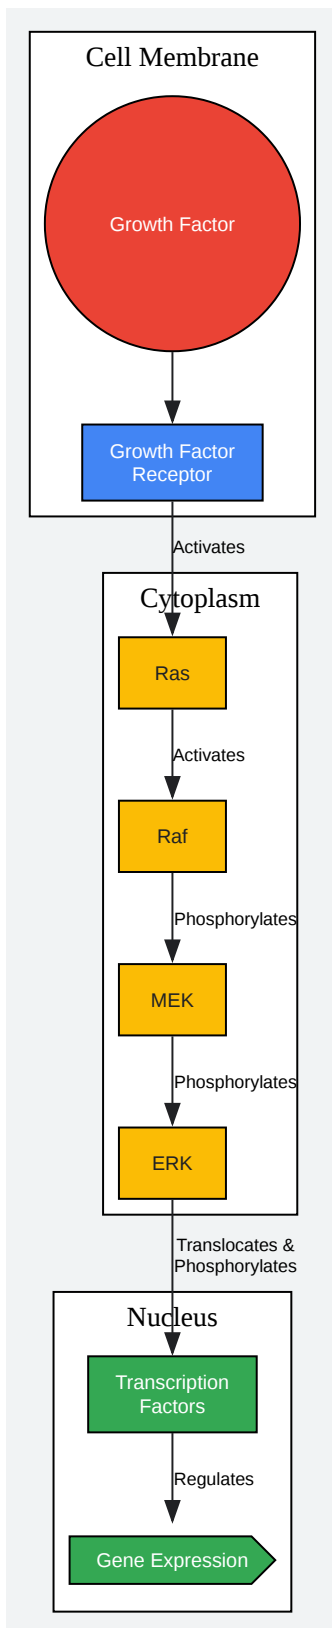 Cell Membrane
Growth Factor
Growth Factor
Receptor
Activates
Cytoplasm
Ras
Activates
Raf
Phosphorylates
MEK
Phosphorylates
ERK
Translocates &
Phosphorylates
Nucleus
Transcription
Factors
Regulates
Gene Expression